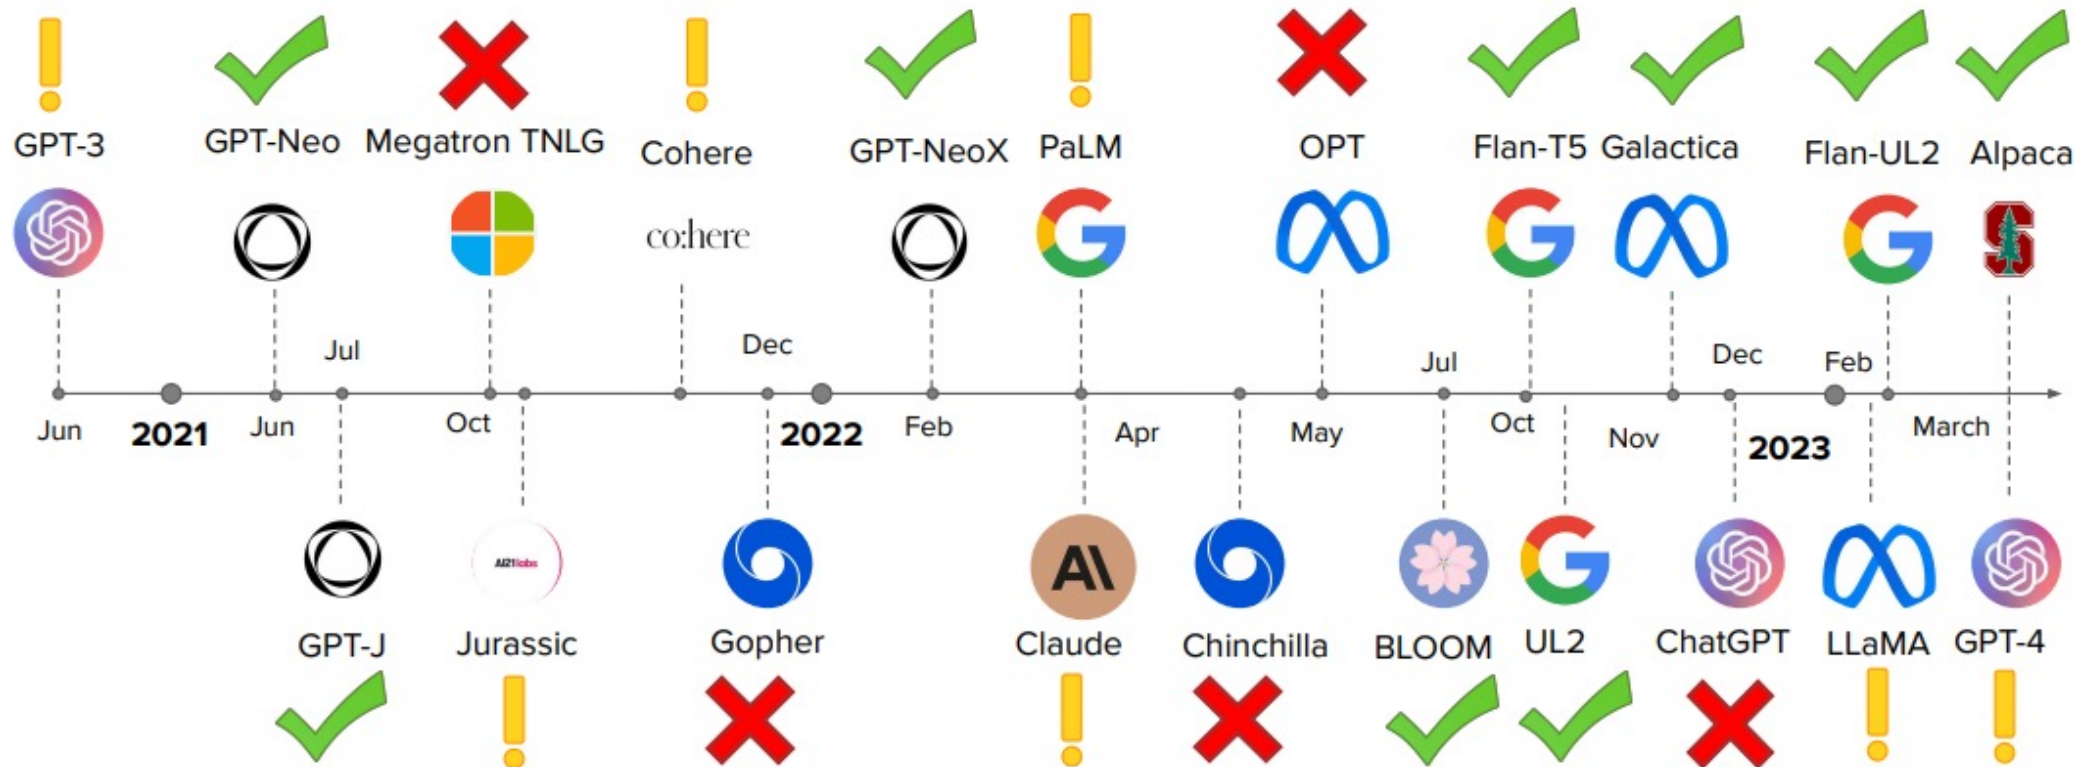 GPT-3
GPT-Neo
Megatron TNLG
Cohere
GPT-NeoX
PaLM
OPT
Flan-T5
Galactica
Flan-UL2
Alpaca
co:here
Jul
Dec
Jul
Dec
Feb
Jun
2021
Jun
Oct
2022
Feb
Apr
May
Oct
Nov
2023
March
AI21labs
A\
GPT-J
Jurassic
Gopher
Claude
Chinchilla
BLOOM
UL2
ChatGPT
LLaMA
GPT-4